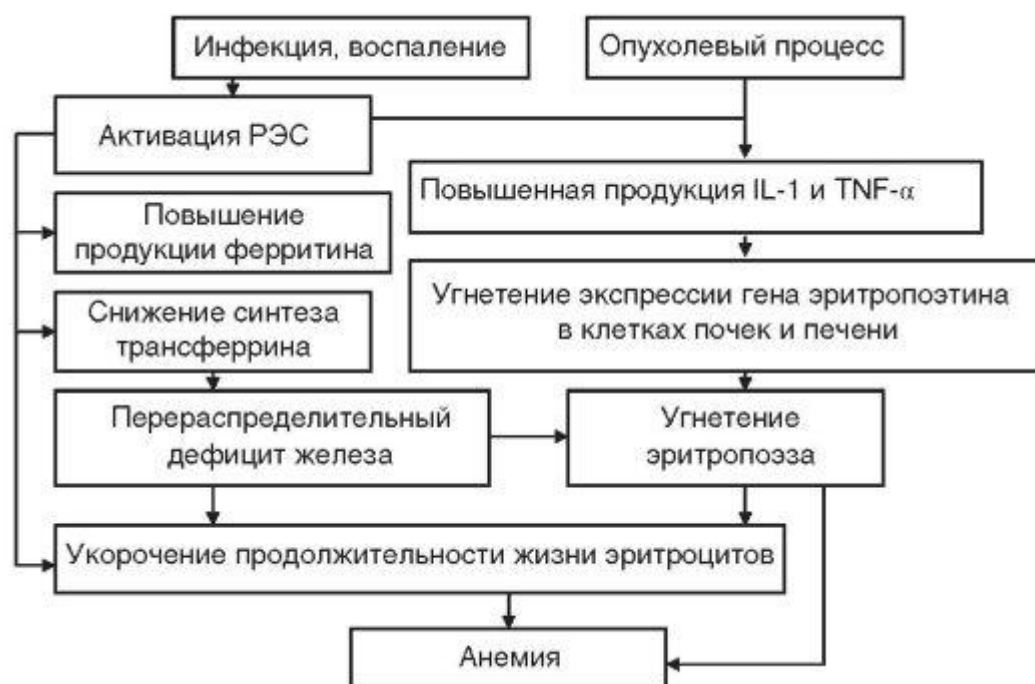 Инфекция, воспаление
Опухолевый процесс
Активация РЭС
Повышенная продукция IL-1 и TNF-α
Повышение
продукции ферритина
Угнетение экспрессии гена эритропоэтина
в клетках почек и печени
Снижение синтеза
трансферрина
Перераспределительный
дефицит железа
Угнетение
эритропоэза
Укорочение продолжительности жизни эритроцитов
Анемия